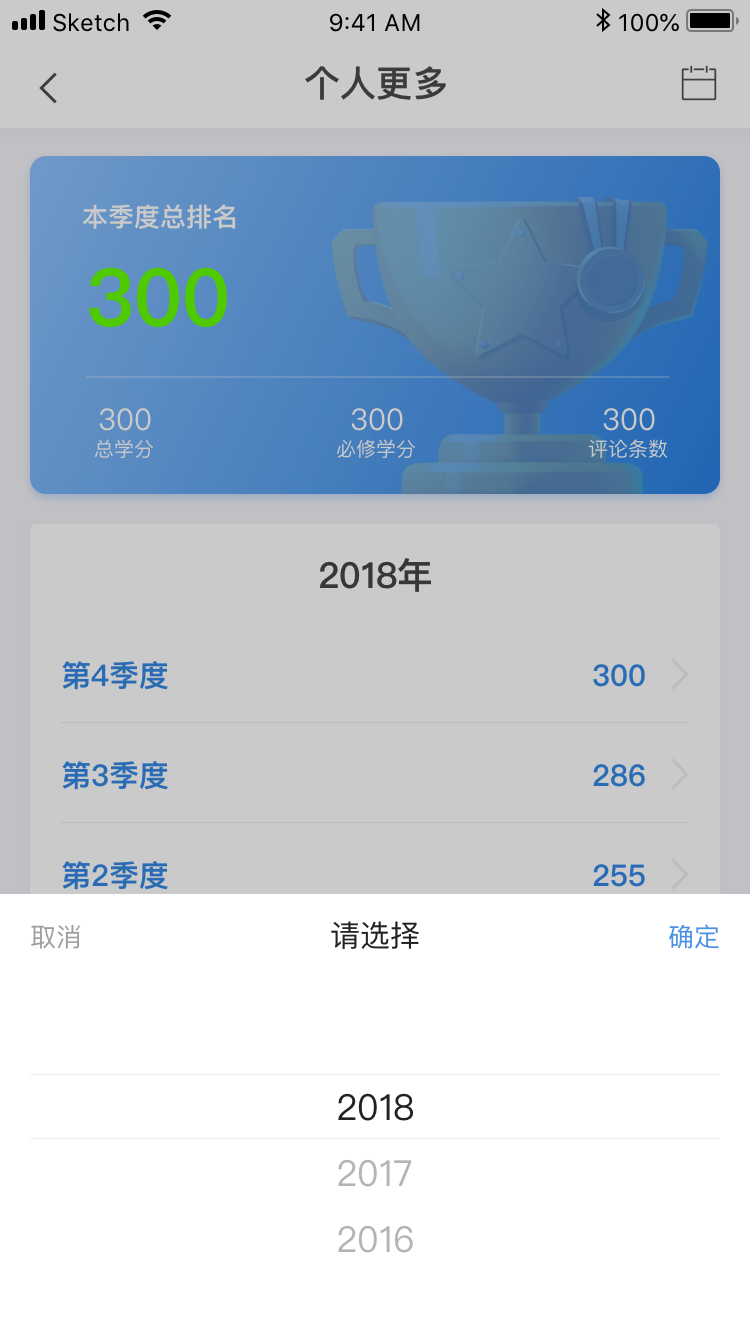 Sketch 9:41 AM 100%
个人更多
本季度总排名
300
300 300 300
总学分 必修学分 评论条数
2018年
第4季度 300
第3季度 286
第2季度 255
取消 请选择 确定
2018
2017
2016